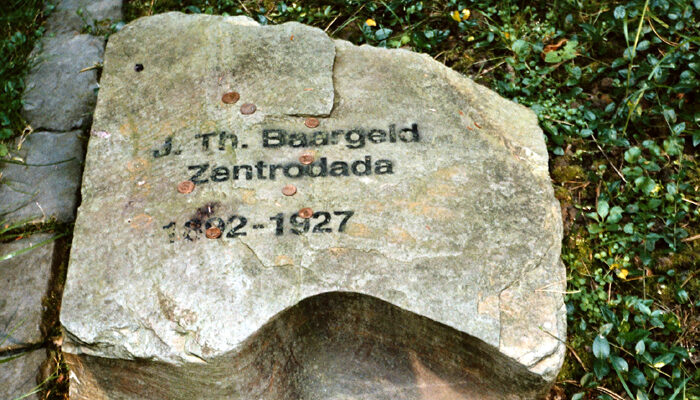 J. Th. Baargeld
Zentrodada
1892-1927